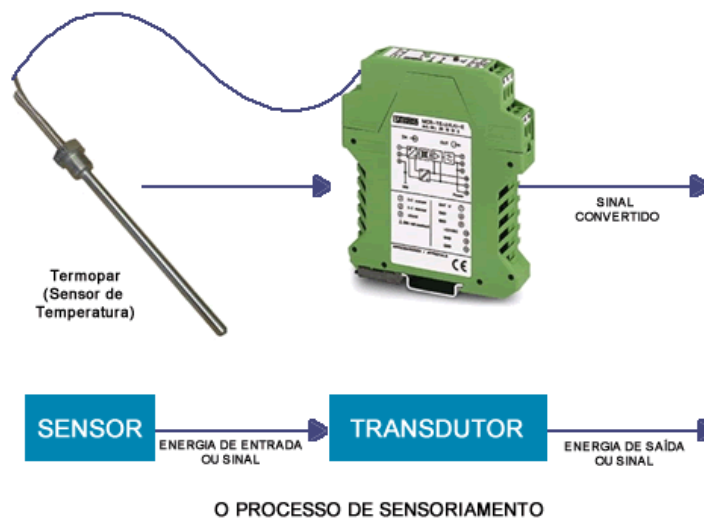 Termopar
(Sensor de
Temperatura)
SINAL
CONVERTIDO
SENSOR
ENERGIA DE ENTRADA
OU SINAL
TRANSDUTOR
ENERGIA DE SAÍDA
OU SINAL
O PROCESSO DE SENSORIAMENTO